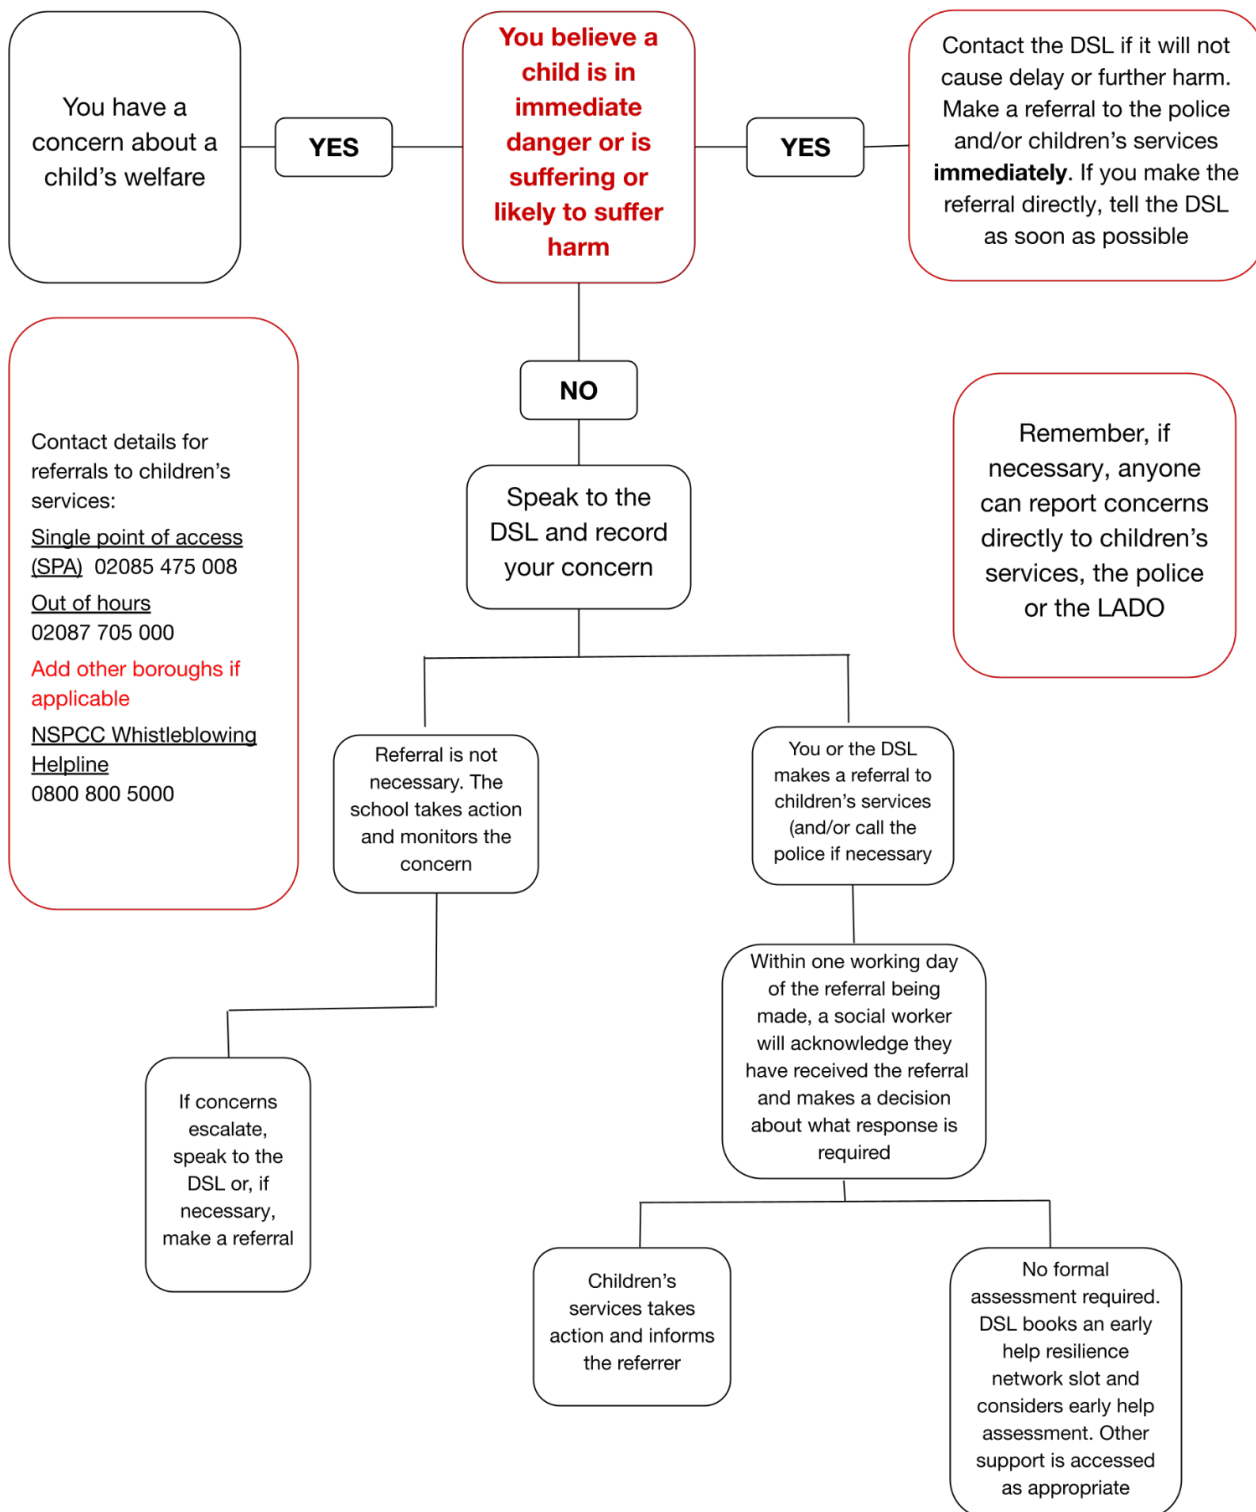 You have a
concern about a
child's welfare
YES
You believe a
child is in
immediate
danger or is
suffering or
likely to suffer
harm
YES
Contact the DSL if it will not
cause delay or further harm.
Make a referral to the police
and/or children's services
immediately. If you make the
referral directly, tell the DSL
as soon as possible
NO
Contact details for
referrals to children's
services:
Single point of access
(SPA) 02085 475 008
Out of hours
02087 705 000
Add other boroughs if
applicable
NSPCC Whistleblowing
Helpline
0800 800 5000
Speak to the
DSL and record
your concern
Remember, if
necessary, anyone
can report concerns
directly to children's
services, the police
or the LADO
Referral is not
necessary. The
school takes action
and monitors the
concern
You or the DSL
makes a referral to
children's services
(and/or call the
police if necessary
Within one working day
of the referral being
made, a social worker
will acknowledge they
have received the referral
and makes a decision
about what response is
required
If concerns
escalate,
speak to the
DSL or, if
necessary,
make a referral
Children's
services takes
action and informs
the referrer
No formal
assessment required.
DSL books an early
help resilience
network slot and
considers early help
assessment. Other
support is accessed
as appropriate